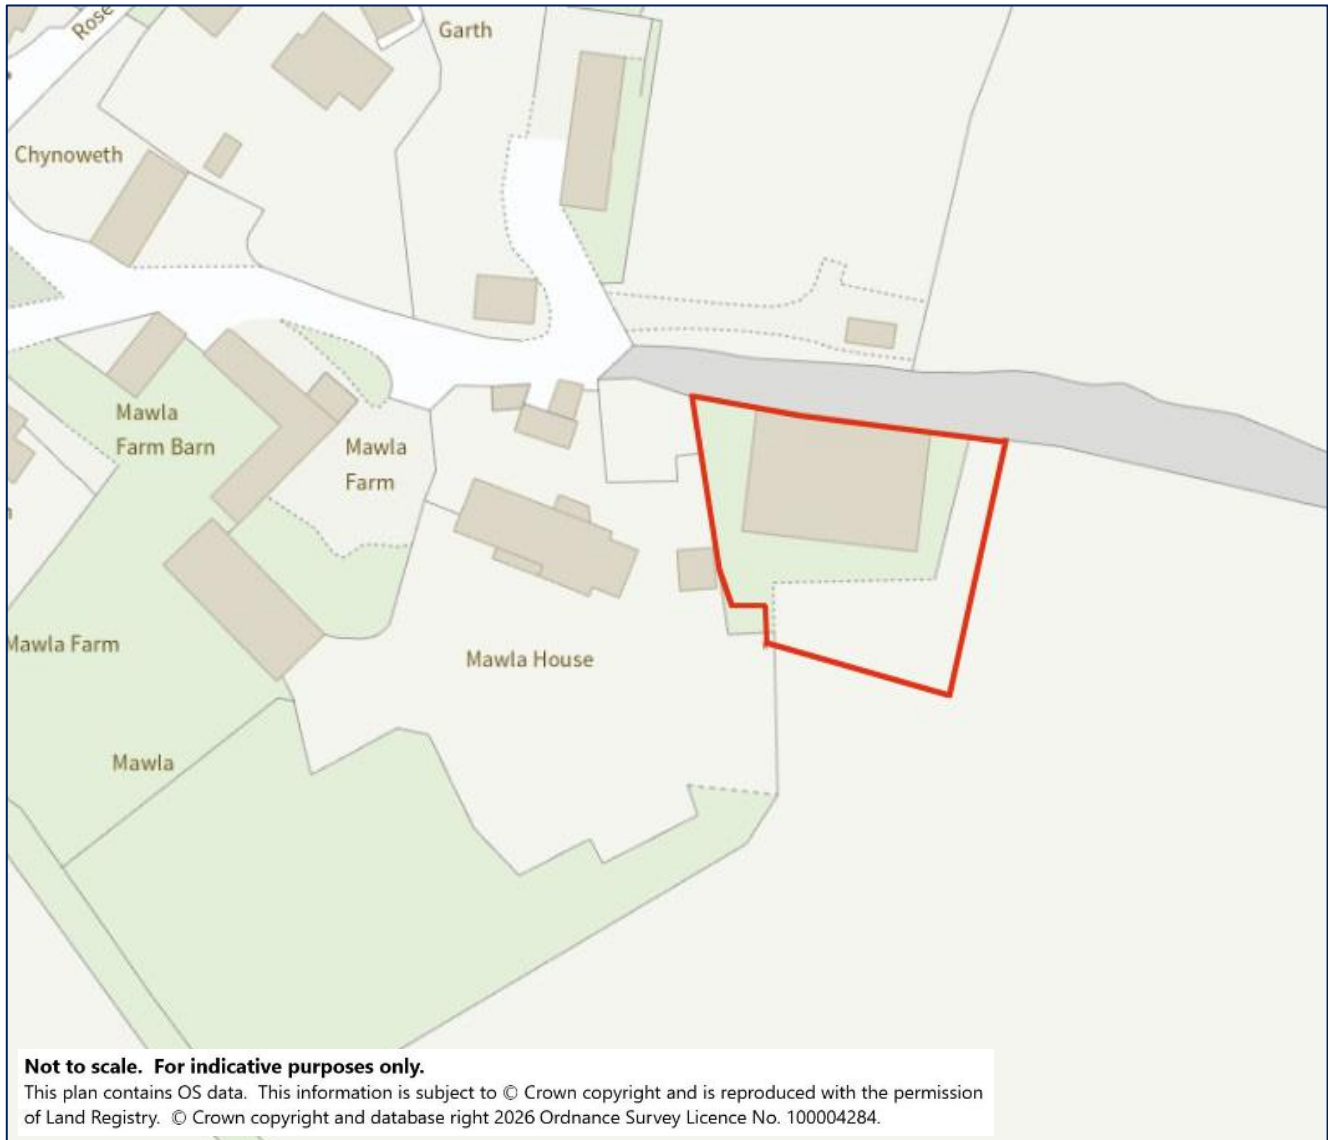 Rose
Garth
Chynoweth
Mawla
Farm Barn
Mawla
Farm
Mawla Farm
Mawla House
Mawla
Not to scale. For indicative purposes only.
This plan contains OS data. This information is subject to © Crown copyright and is reproduced with the permission
of Land Registry. © Crown copyright and database right 2026 Ordnance Survey Licence No. 100004284.